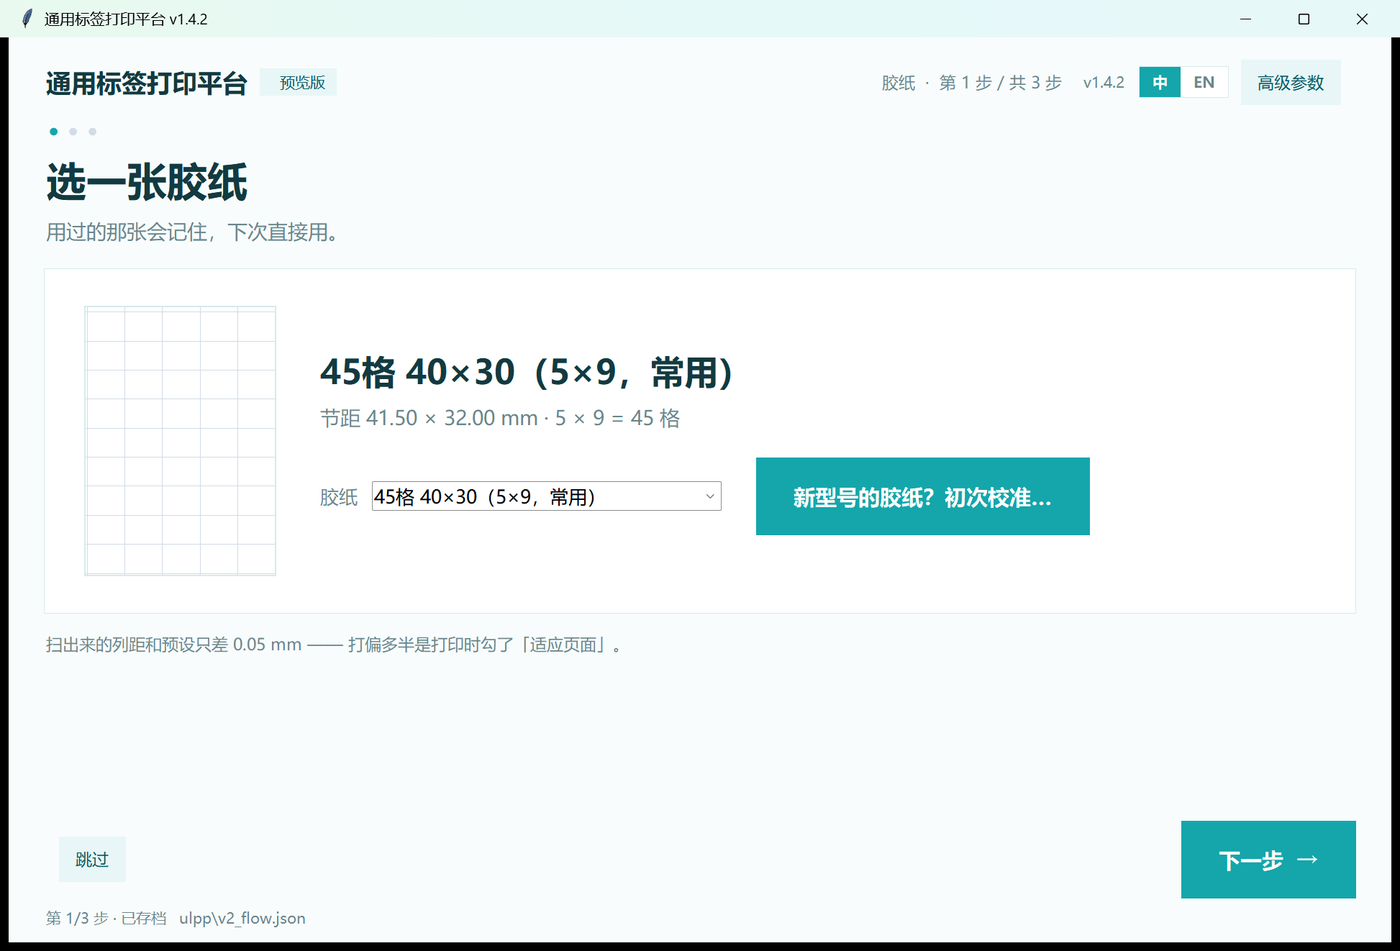 通用标签打印平台 v1.4.2
通用标签打印平台 预览版 胶纸 · 第 1 步 / 共 3 步 v1.4.2 中 EN 高级参数
选一张胶纸
用过的那张会记住，下次直接用。
45格 40×30（5×9，常用）
节距 41.50 × 32.00 mm · 5 × 9 = 45 格
胶纸 45格 40×30（5×9，常用） 新型号的胶纸？初次校准…
扫出来的列距和预设只差 0.05 mm —— 打偏多半是打印时勾了「适应页面」。
跳过 下一步 →
第 1/3 步 · 已存档 ulpp\v2_flow.json